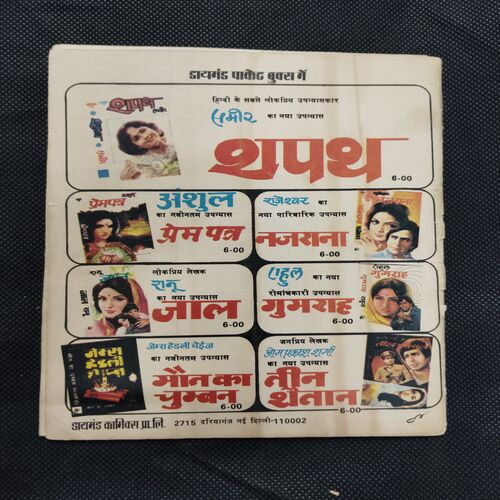 डायमंड पाकेट बुक्स में
हिन्दी के सबसे लोकप्रिय उपन्यासकार
समीर का नया उपन्यास
शपथ
6-00
शपथ
प्रेमपत्र
अंशुल
का नवीनतम उपन्यास
प्रेम पत्र
6-00
राजेश्वर का
नया पारिवारिक उपन्यास
नजराना
6-00
नजराना
रानू
जाल
लोकप्रिय लेखक
रानू
का नया उपन्यास
जाल
6-00
राहुल का नया
रोमांचकारी उपन्यास
गुमराह
6-00
राहुल
गुमराह
जेम्स हेडली चेईज
का नवीनतम उपन्यास
मौन का
चुम्बन
6-00
जनप्रिय लेखक
ओमप्रकाश शर्मा
का नया उपन्यास
तीन
शैतान
6-00
डायमंड कामिक्स प्रा. लि. 2715 दरियागंज नई दिल्ली-110002